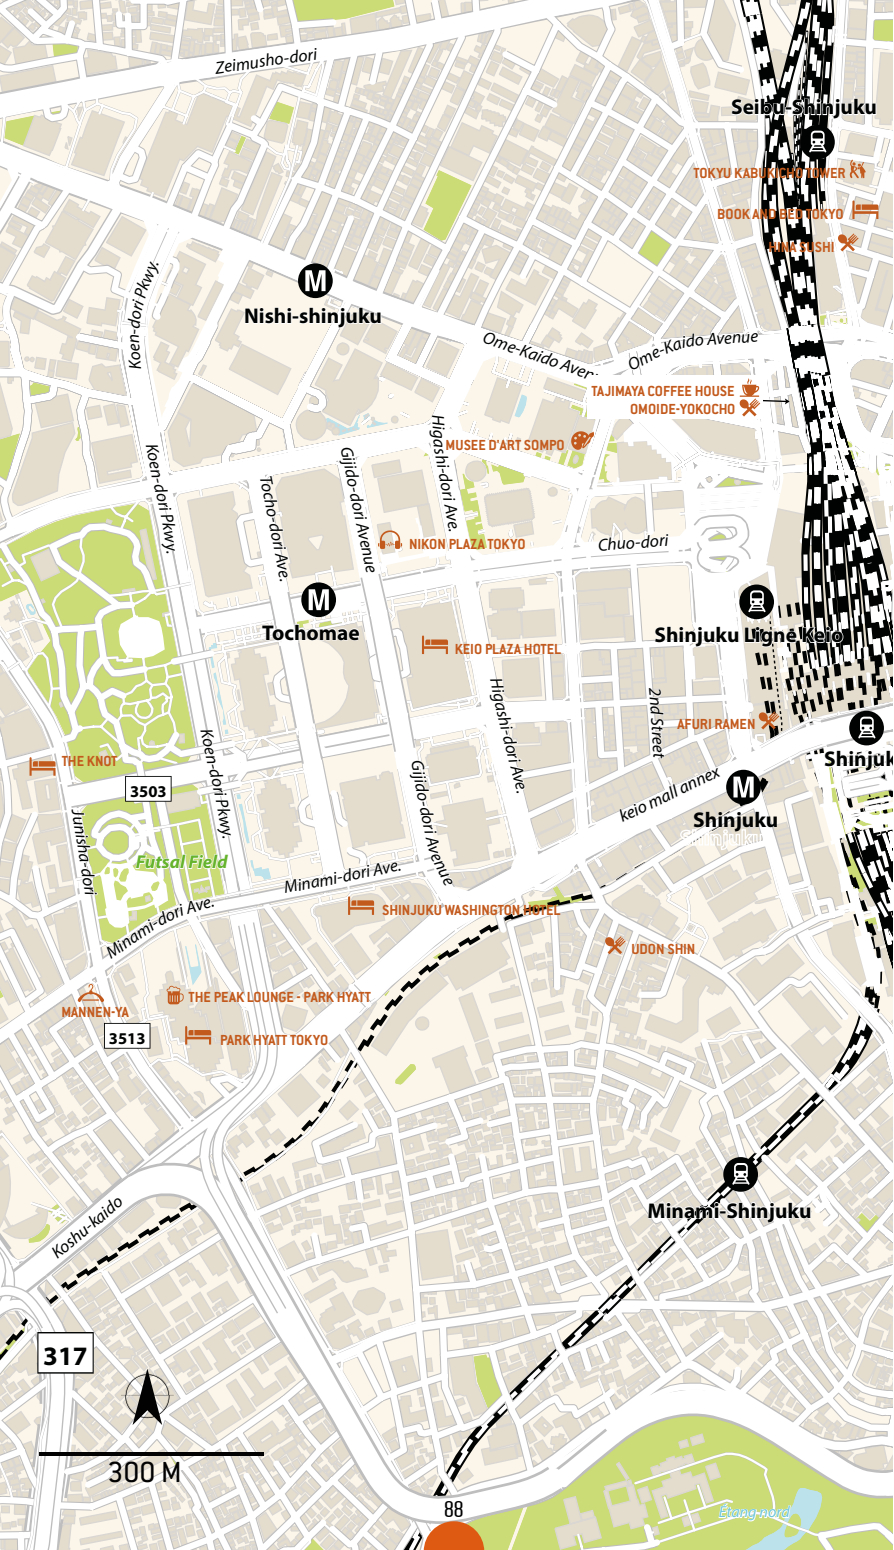 Zeimusho-dori
Seibu-Shinjuku
TOKYU KABUKICHO TOWER
BOOK AND BED TOKYO
HINA SUSHI
Koen-dori Pkwy.
M
Nishi-shinjuku
Ome-Kaido Aven
Ome-Kaido Avenue
TAJIMAYA COFFEE HOUSE
OMOIDE-YOKOCHO
MUSEE D'ART SOMPO
Higashi-dori Ave.
Koen-dori Pkwy.
Gijido-dori Avenue
Tocho-dori Ave.
NIKON PLAZA TOKYO
Chuo-dori
M
Tochomae
Shinjuku Ligne Keio
KEIO PLAZA HOTEL
Higashi-dori Ave.
2nd Street
AFURI RAMEN
Shinjuk
THE KNOT
Koen-dori Pkwy.
3503
Gijido-dori Avenue
keio mall annex
M
Shinjuku
Shinjuku
Junisha-dori
Futsal Field
Minami-dori Ave.
Minami-dori Ave.
SHINJUKU WASHINGTON HOTEL
UDON SHIN
MANNEN-YA
THE PEAK LOUNGE - PARK HYATT
3513
PARK HYATT TOKYO
Koshu-kaido
Minami-Shinjuku
317
300 M
88
Étang nord